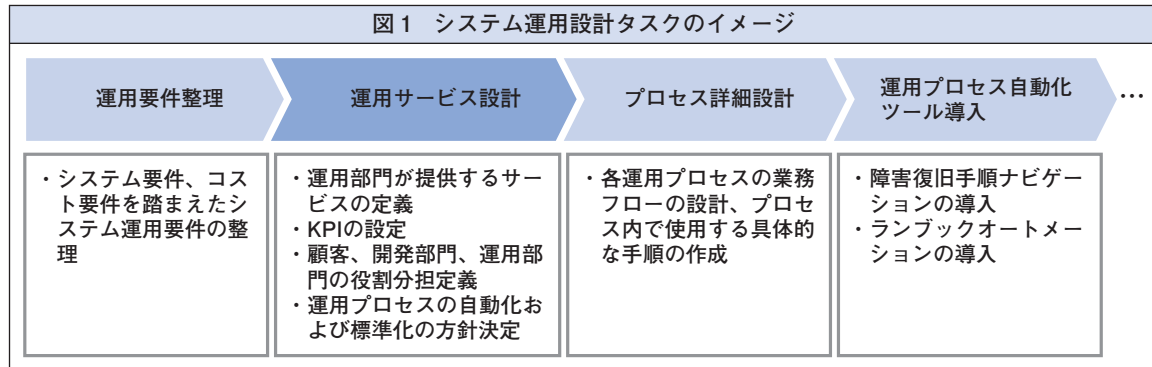 図1 システム運用設計タスクのイメージ
運用要件整理
運用サービス設計
プロセス詳細設計
運用プロセス自動化
ツール導入
…
・システム要件、コス
ト要件を踏まえたシ
ステム運用要件の整
理
・運用部門が提供するサー
ビスの定義
・KPIの設定
・顧客、開発部門、運用部
門の役割分担定義
・運用プロセスの自動化お
よび標準化の方針決定
・各運用プロセスの業務
フローの設計、プロセ
ス内で使用する具体的
な手順の作成
・障害復旧手順ナビゲー
ションの導入
・ランブックオートメー
ションの導入